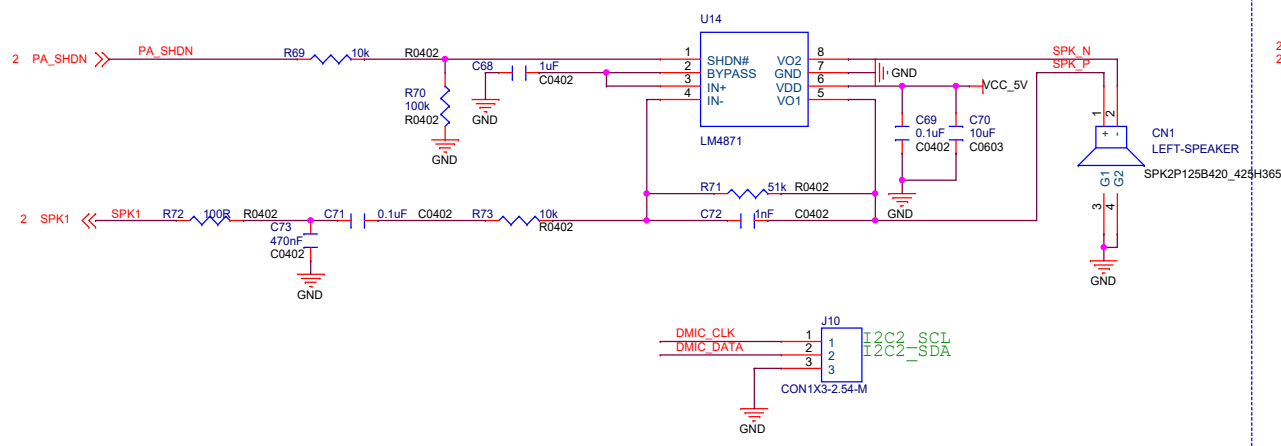 U14
2 PA_SHDN PA_SHDN R69 10k R0402
C68 1uF C0402
R70 100k R0402
GND
GND
1 SHDN# VO2 8
2 BYPASS GND 7
3 IN+ VDD 6
4 IN- VO1 5
LM4871
SPK_N
GND SPK_P
VCC_5V
C69 0.1uF C0402
C70 10uF C0603
GND
1 2
+ -
CN1
LEFT-SPEAKER
SPK2P125B420_425H365
G1 G2
3 4
GND
R71 51k R0402
2 SPK1 SPK1 R72 100R R0402 C71 0.1uF C0402 R73 10k R0402 C72 1nF C0402
C73
470nF
C0402
GND
J10
DMIC_CLK 1 1 I2C2_SCL
DMIC_DATA 2 2 I2C2_SDA
3 3
CON1X3-2.54-M
GND
2
2